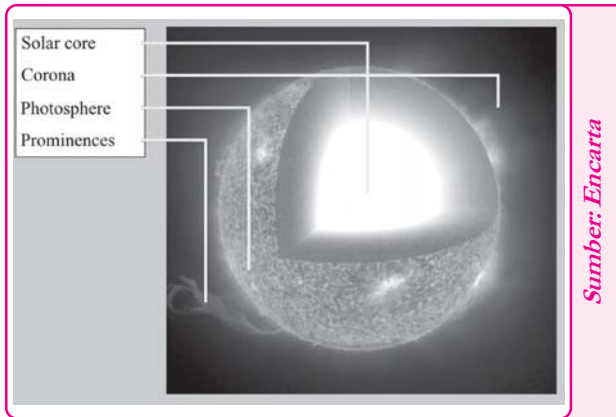 Solar core
Corona
Photosphere
Prominences
Sumber: Encarta